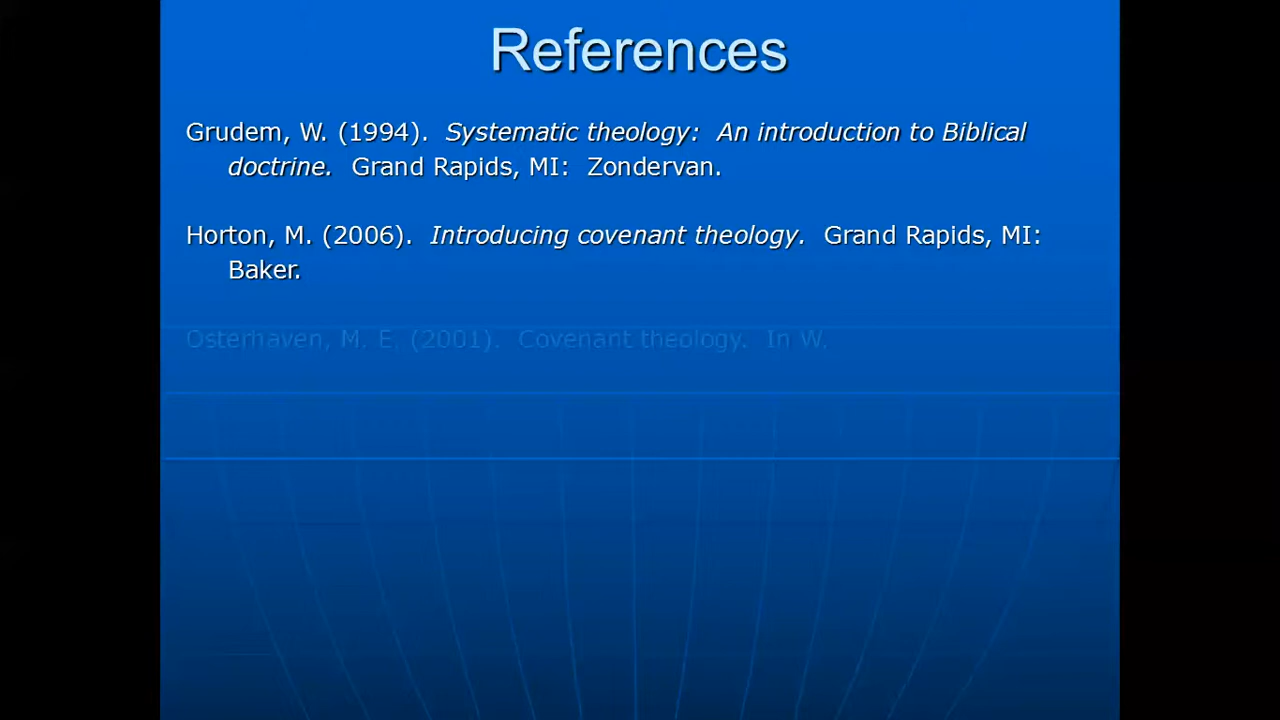 References
Grudem, W. (1994).  Systematic theology:  An introduction to Biblical
doctrine.  Grand Rapids, MI:  Zondervan.
Horton, M. (2006).  Introducing covenant theology.  Grand Rapids, MI:
Baker.
Osterhaven, M. E. (2001).  Covenant theology.  In W.